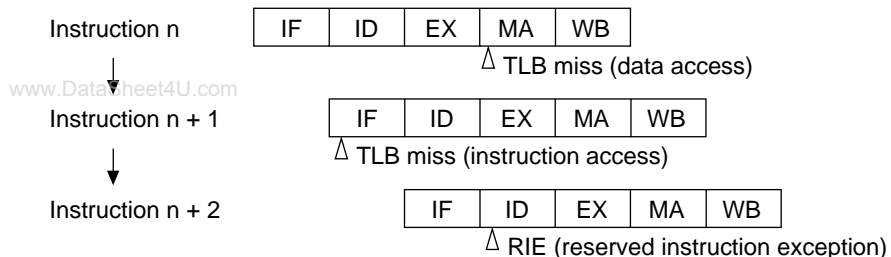 Instruction n IF ID EX MA WB
TLB miss (data access)
www.DataSheet4U.com
Instruction n + 1 IF ID EX MA WB
TLB miss (instruction access)
Instruction n + 2 IF ID EX MA WB
RIE (reserved instruction exception)